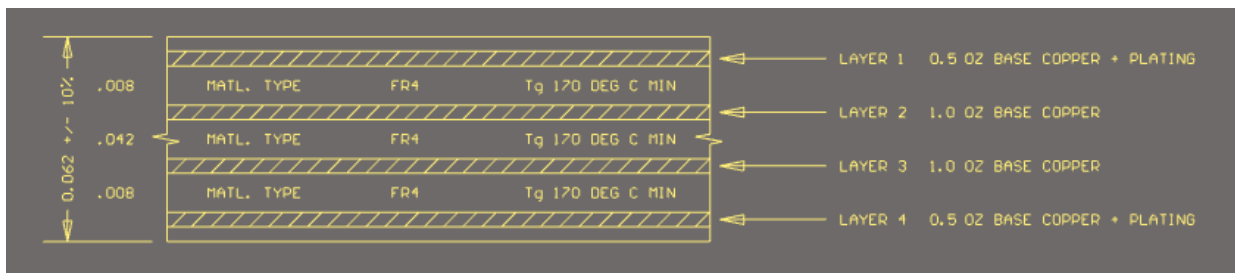 LAYER 1 0.5 OZ BASE COPPER + PLATING
.008 MATL. TYPE FR4 Tg 170 DEG C MIN
LAYER 2 1.0 OZ BASE COPPER
0.062 +/- 10%
.042 MATL. TYPE FR4 Tg 170 DEG C MIN
LAYER 3 1.0 OZ BASE COPPER
.008 MATL. TYPE FR4 Tg 170 DEG C MIN
LAYER 4 0.5 OZ BASE COPPER + PLATING